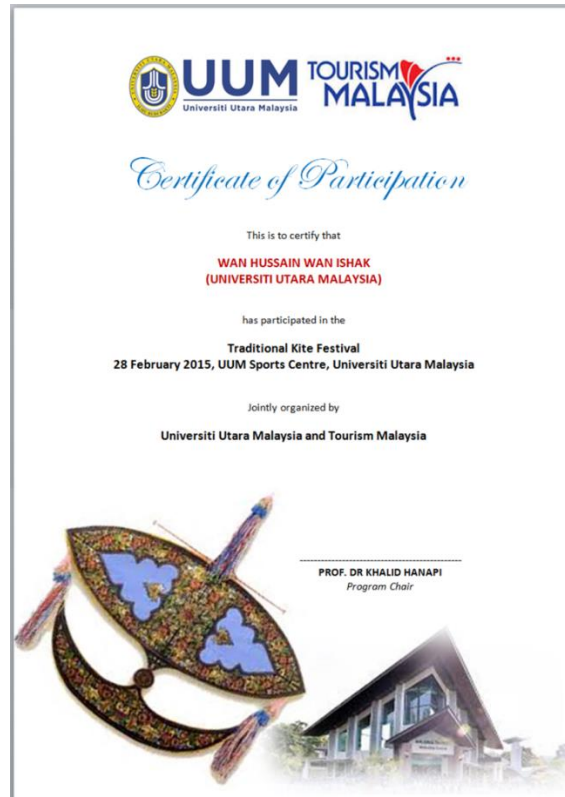 UUM
Universiti Utara Malaysia
TOURISM
MALAYSIA
Certificate of Participation
This is to certify that
WAN HUSSAIN WAN ISHAK
(UNIVERSITI UTARA MALAYSIA)
has participated in the
Traditional Kite Festival
28 February 2015, UUM Sports Centre, Universiti Utara Malaysia
Jointly organized by
Universiti Utara Malaysia and Tourism Malaysia
PROF. DR KHALID HANAPI
Program Chair